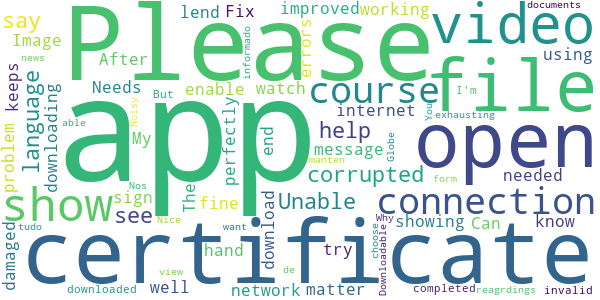 say
lend
Fix
improved
working
documents
Image
news
After
Please
informado
errors
video
keeps
language
downloading
Needs
But
enable
watch
using
file
My
able
Noisy
perfectly
end
course
internet
I'm
You
exhausting
problem
app
help
message
Globe
open
The
corrupted
needed
Nos
manten
form
show
see
sign
fine
Unable
connection
damaged
tudo
Nice
want
download
showing
Can
know
certificate
hand
try
Why
choose
Downloadable
view
de
completed
reagrdings
downloaded
well
network
matter
invalid